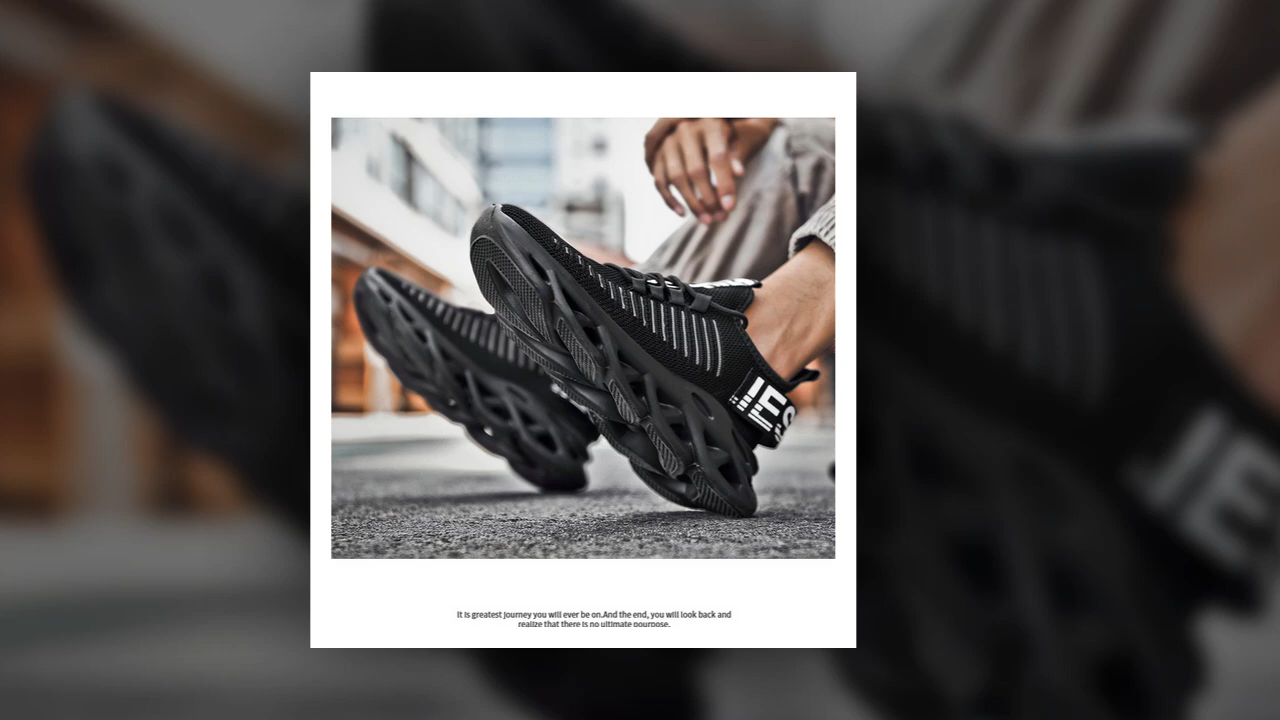 IES
It is greatest journey you will ever be on.And the end, you will look back and
realize that there is no ultimate pourpose.